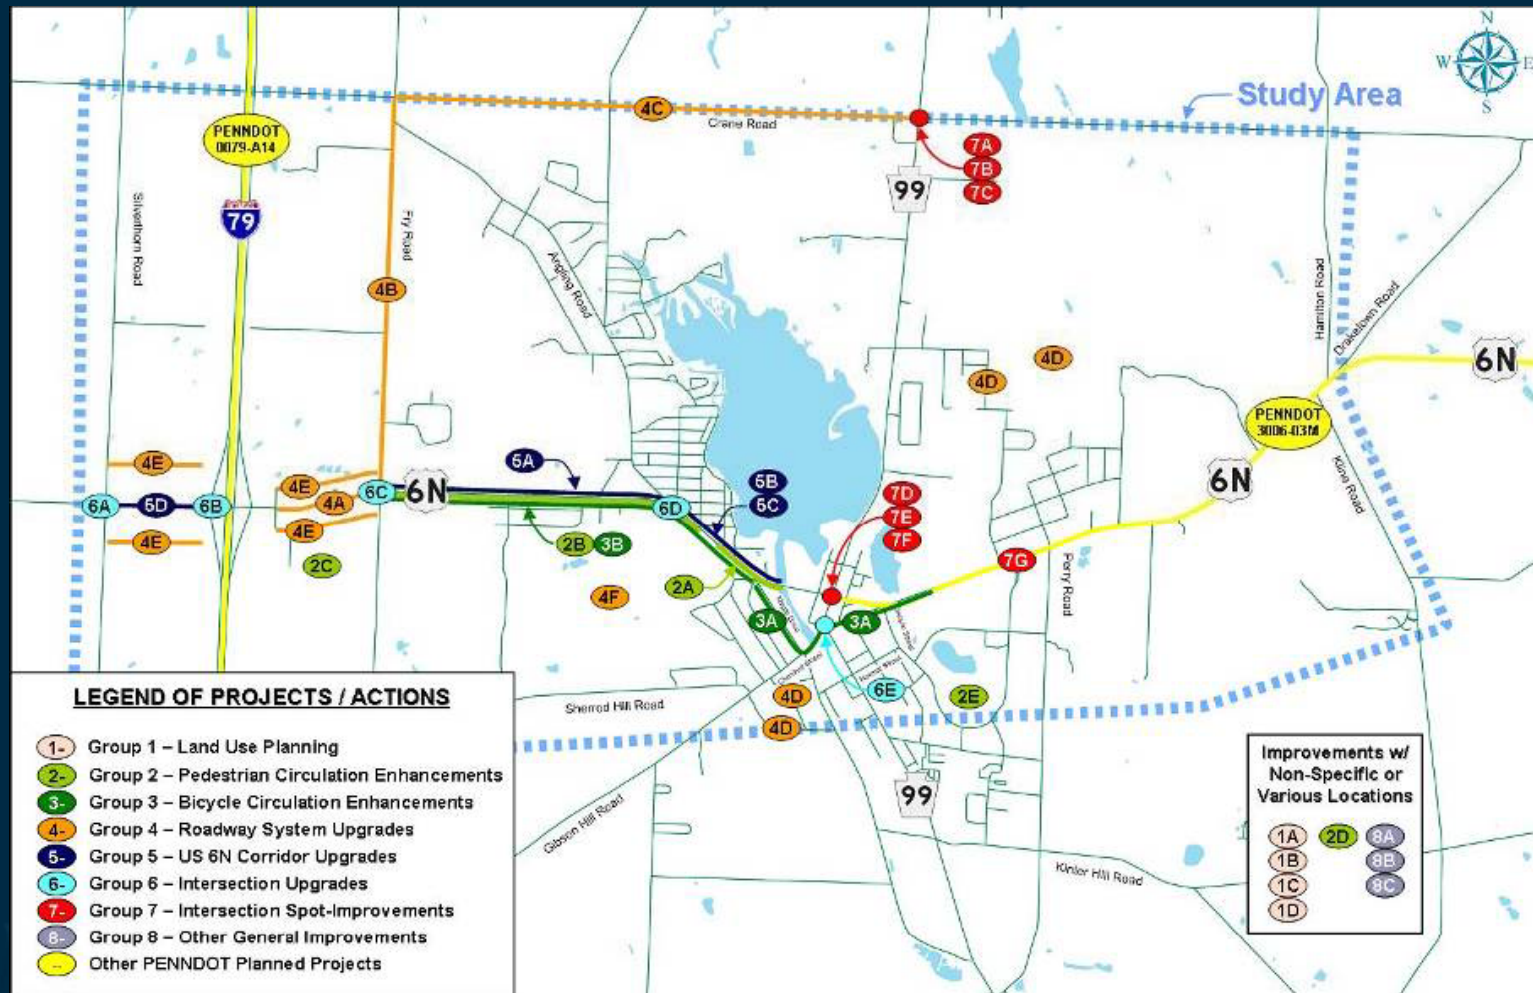 N
W
E
S
Study Area
4C
Crane Road
PENNDOT
0079-A14
7A
7B
7C
99
79
Silverthorn Road
Fry Road
Angling Road
Hamilton Road
Draketown Road
4B
4D
4D
6N
PENNDOT
3006-03M
Kline Road
6N
4E
4E
6A
5D
6B
4A
6C
6N
5A
6D
5B
5C
7D
7E
7F
4E
4E
2C
2B
3B
4F
2A
7G
Perry Road
3A
3A
6E
2E
4D
4D
Sherrod Hill Road
Gibson Hill Road
99
Kinter Hill Road
LEGEND OF PROJECTS / ACTIONS
1- Group 1 – Land Use Planning
2- Group 2 – Pedestrian Circulation Enhancements
3- Group 3 – Bicycle Circulation Enhancements
4- Group 4 – Roadway System Upgrades
5- Group 5 – US 6N Corridor Upgrades
6- Group 6 – Intersection Upgrades
7- Group 7 – Intersection Spot-Improvements
8- Group 8 – Other General Improvements
Other PENNDOT Planned Projects
Improvements w/
Non-Specific or
Various Locations
1A 2D 8A
1B 8B
1C 8C
1D